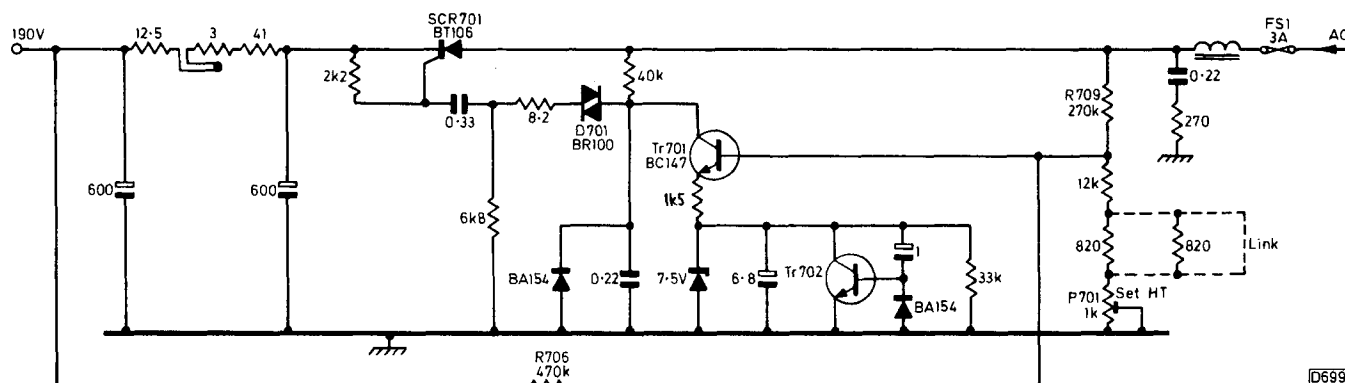 190V
12·5
3
41
SCR701
BT106
FS1
3A
AC
2k2
40k
0·22
R709
270k
270
0·33
8·2
D701
BR100
Tr701
BC147
12k
600
600
6k8
1k5
820
820
Link
BA154
0·22
7·5V
6·8
Tr702
1
BA154
33k
P701
1k
Set HT
R706
470k
D699